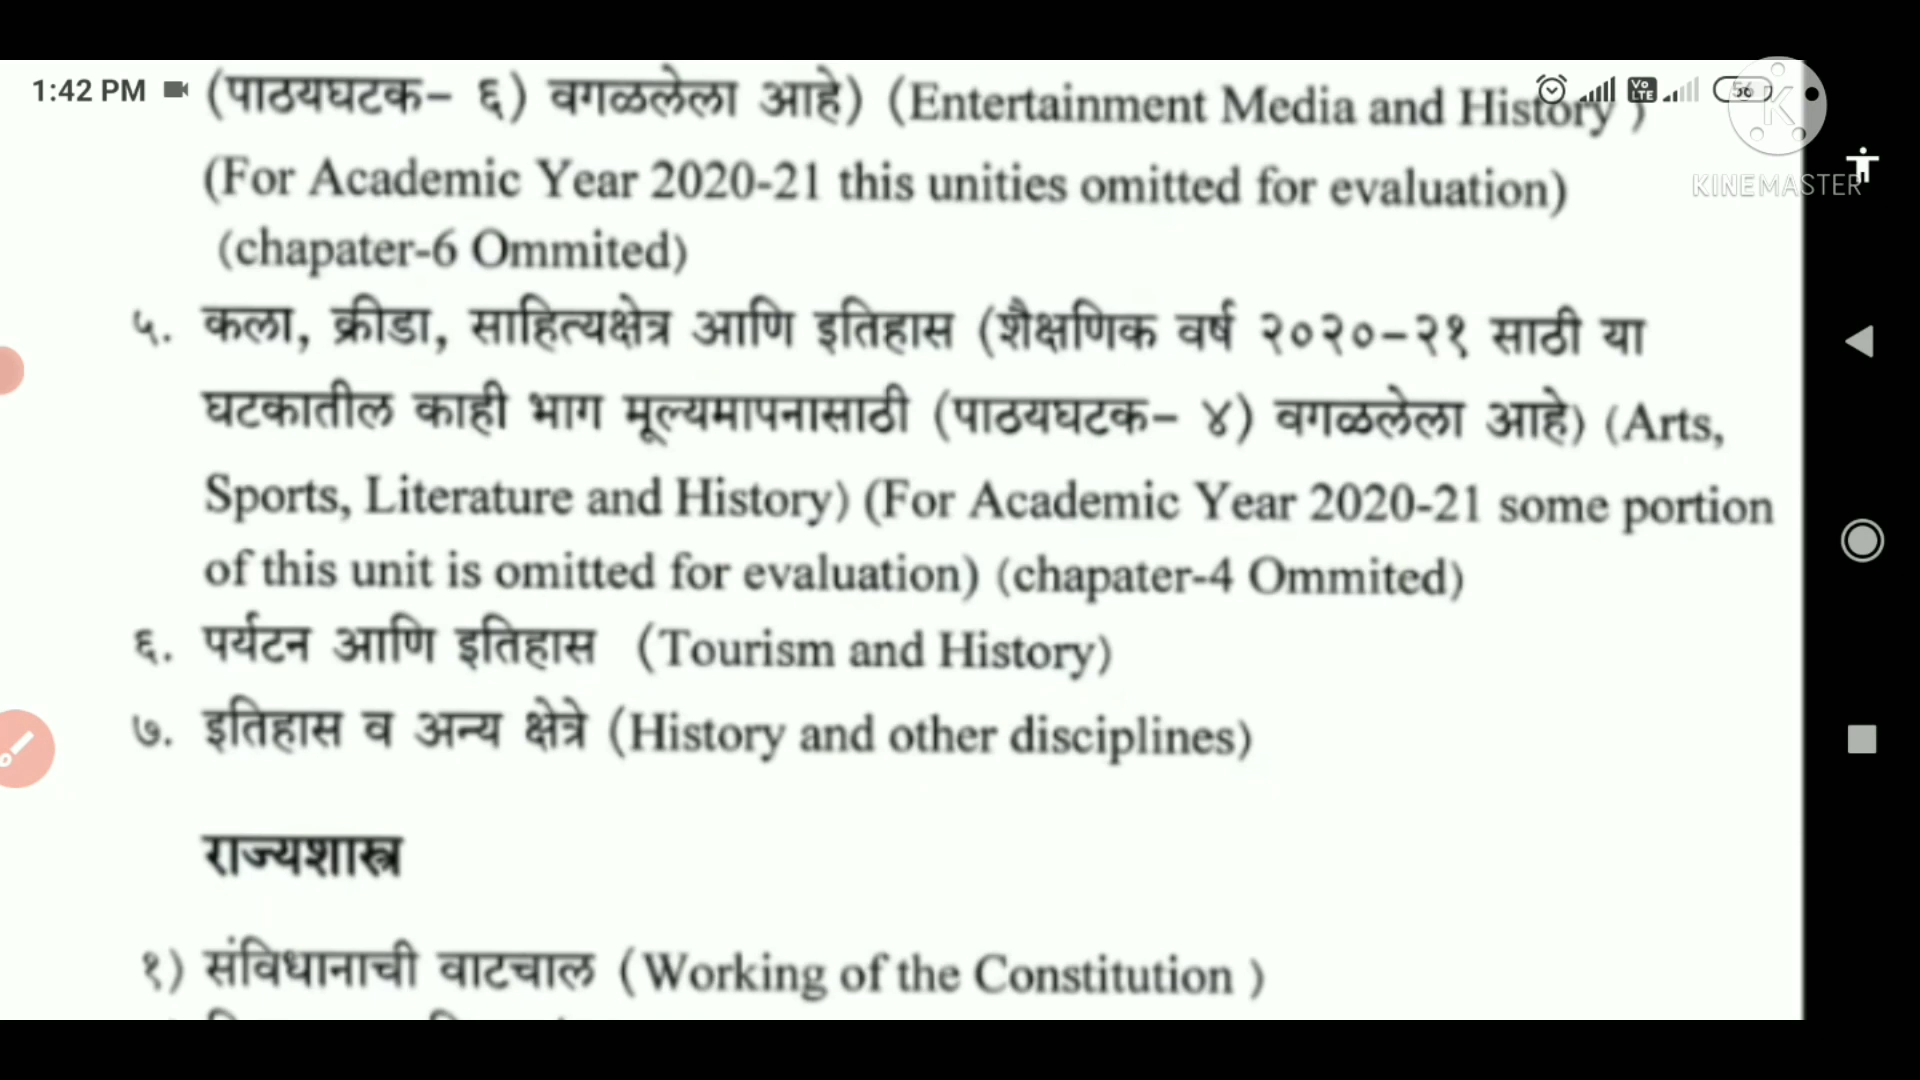 1:42 PM
56
KINEMASTER
(पाठयघटक- ६) वगळलेला आहे) (Entertainment Media and History )
(For Academic Year 2020-21 this unities omitted for evaluation)
(chapater-6 Ommited)
५. कला, क्रीडा, साहित्यक्षेत्र आणि इतिहास (शैक्षणिक वर्ष २०२०-२१ साठी या
घटकातील काही भाग मूल्यमापनासाठी (पाठयघटक- ४) वगळलेला आहे) (Arts,
Sports, Literature and History) (For Academic Year 2020-21 some portion
of this unit is omitted for evaluation) (chapater-4 Ommited)
६. पर्यटन आणि इतिहास (Tourism and History)
७. इतिहास व अन्य क्षेत्रे (History and other disciplines)
राज्यशास्त्र
१) संविधानाची वाटचाल (Working of the Constitution )